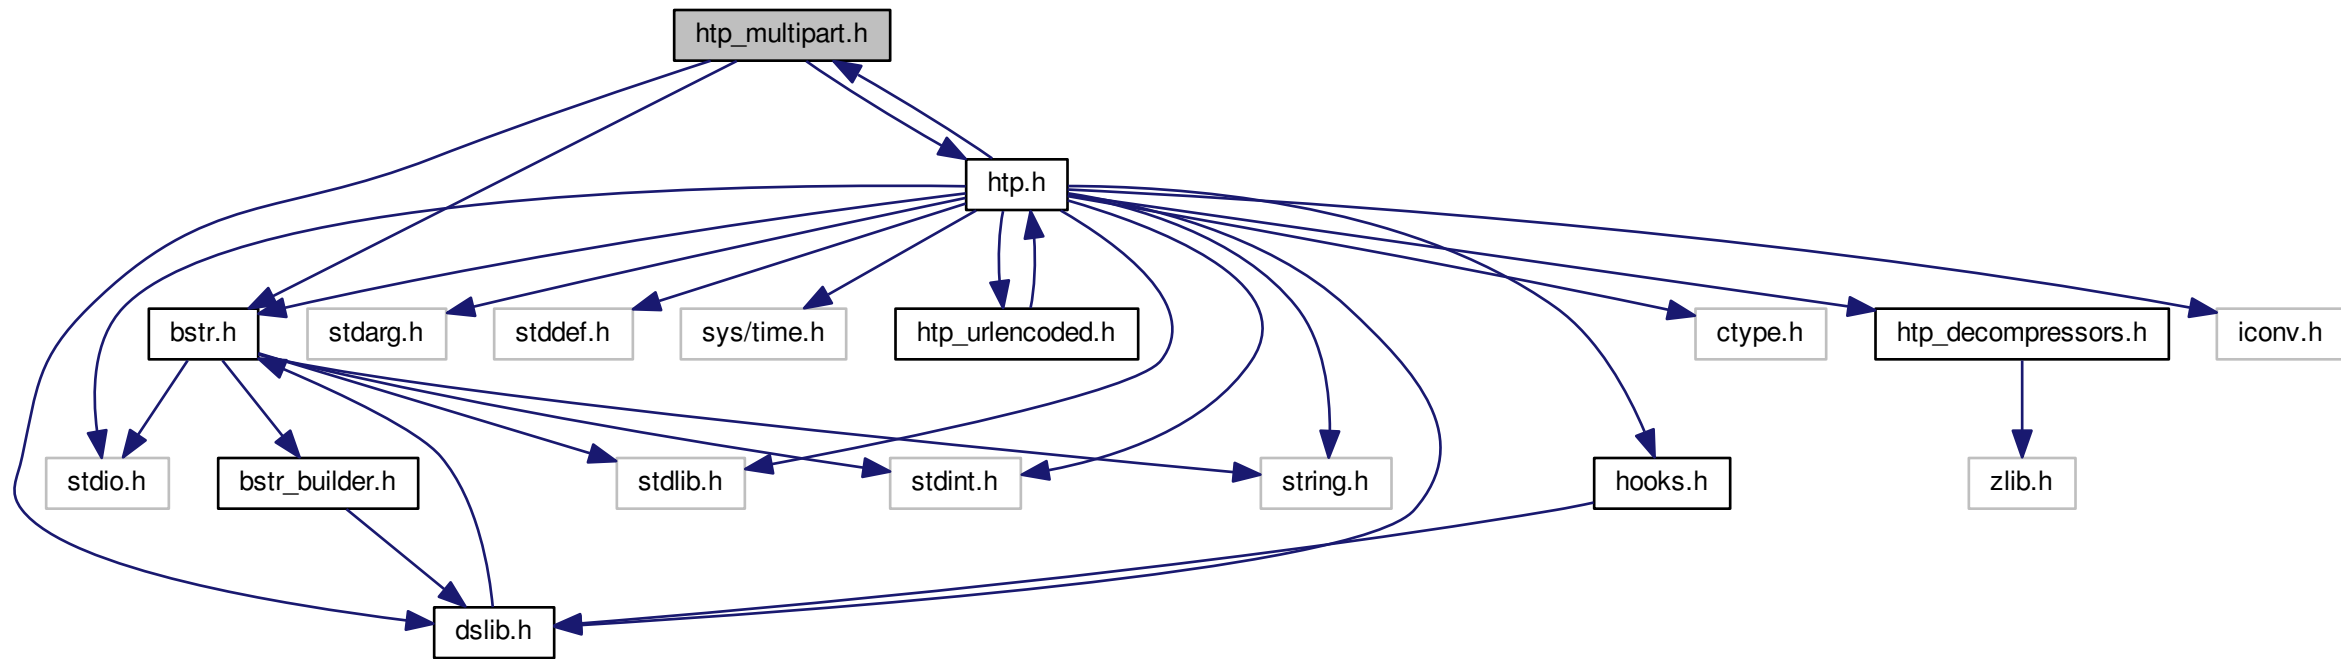 htp_multipart.h
htp.h
bstr.h
stdarg.h
stddef.h
sys/time.h
htp_urlencoded.h
ctype.h
htp_decompressors.h
iconv.h
stdio.h
bstr_builder.h
stdlib.h
stdint.h
string.h
hooks.h
zlib.h
dslib.h